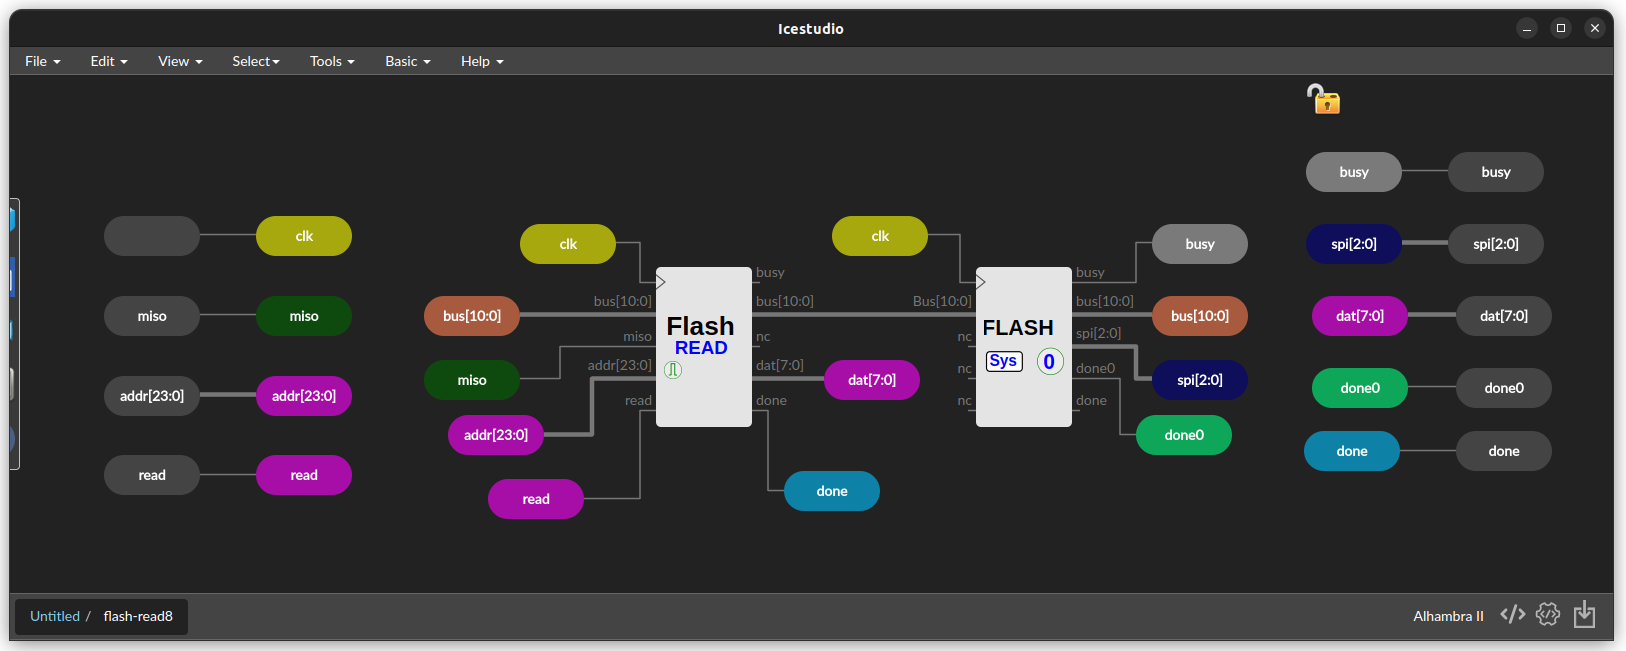 Icestudio
File Edit View Select Tools Basic Help
clk
miso miso
addr[23:0] addr[23:0]
read read
clk
bus[10:0]
miso
addr[23:0]
read
bus[10:0]
miso
addr[23:0]
read
Flash
READ
busy
bus[10:0]
nc
dat[7:0]
done
dat[7:0]
done
clk
Bus[10:0]
nc
nc
nc
FLASH
Sys 0
busy
bus[10:0]
spi[2:0]
done0
done
busy
bus[10:0]
spi[2:0]
done0
busy busy
spi[2:0] spi[2:0]
dat[7:0] dat[7:0]
done0 done0
done done
Untitled / flash-read8
Alhambra II </>